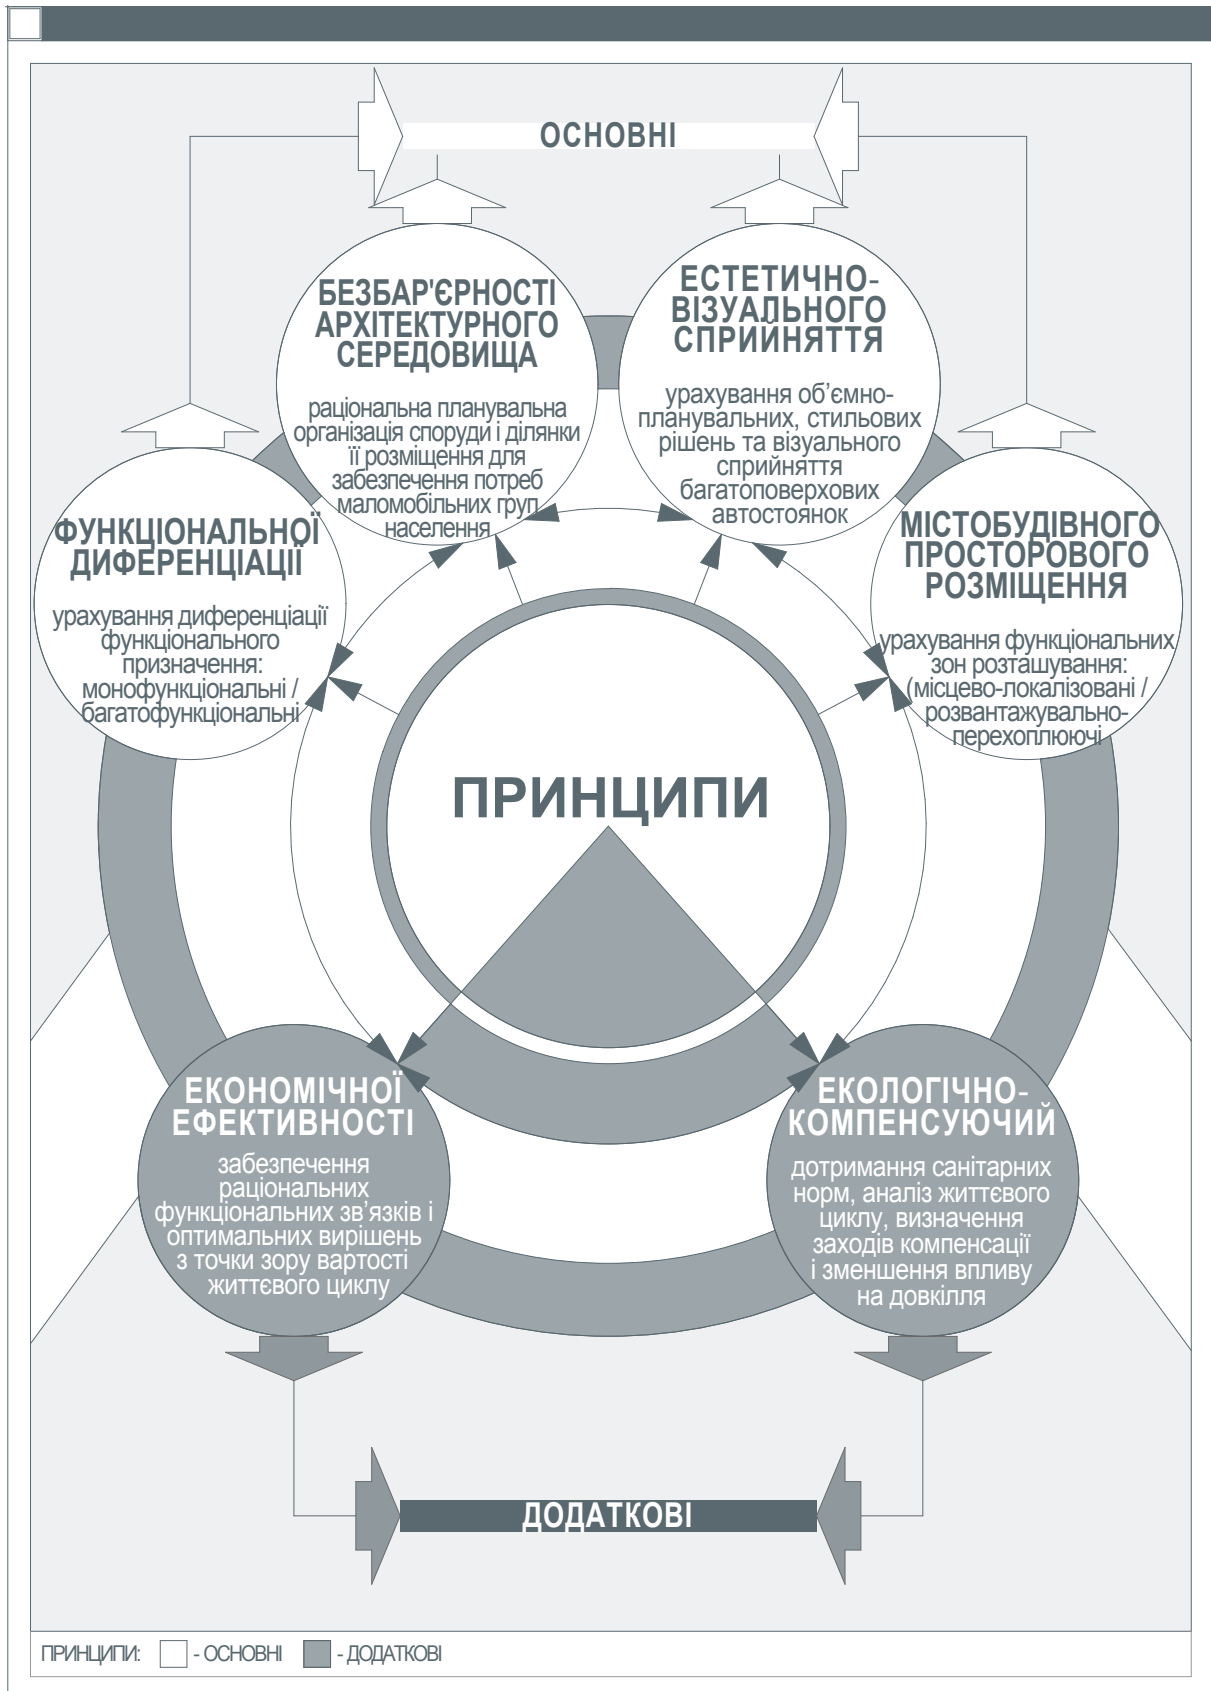 ОСНОВНІ
БЕЗБАР'ЄРНОСТІ
АРХІТЕКТУРНОГО
СЕРЕДОВИЩА
раціональна планувальна
організація споруди і ділянки
її розміщення для
забезпечення потреб
маломобільних груп
населення
ЕСТЕТИЧНО-
ВІЗУАЛЬНОГО
СПРИЙНЯТТЯ
урахування об’ємно-
планувальних, стильових
рішень та візуального
сприйняття
багатоповерхових
автостоянок
ФУНКЦІОНАЛЬНОЇ
ДИФЕРЕНЦІАЦІЇ
урахування диференціації
функціонального
призначення:
монофункціональні /
багатофункціональні
МІСТОБУДІВНОГО
ПРОСТОРОВОГО
РОЗМІЩЕННЯ
урахування функціональних
зон розташування:
(місцево-локалізовані /
розвантажувально-
перехоплюючі
ПРИНЦИПИ
ЕКОНОМІЧНОЇ
ЕФЕКТИВНОСТІ
забезпечення
раціональних
функціональних зв’язків і
оптимальних вирішень
з точки зору вартості
життєвого циклу
ЕКОЛОГІЧНО-
КОМПЕНСУЮЧИЙ
дотримання санітарних
норм, аналіз життєвого
циклу, визначення
заходів компенсації
і зменшення впливу
на довкілля
ДОДАТКОВІ
ПРИНЦИПИ: - ОСНОВНІ - ДОДАТКОВІ